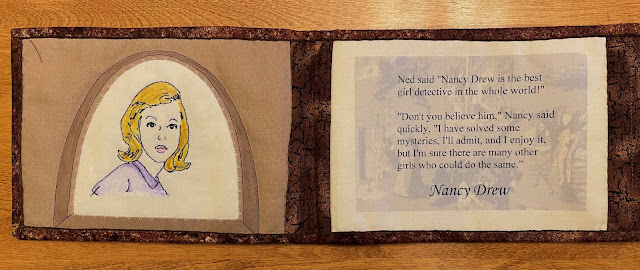 Ned said "Nancy Drew is the best
girl detective in the whole world!"
"Don't you believe him," Nancy said
quickly, "I have solved some
mysteries, I'll admit, and I enjoy it,
but I'm sure there are many other
girls who could do the same."
Nancy Drew